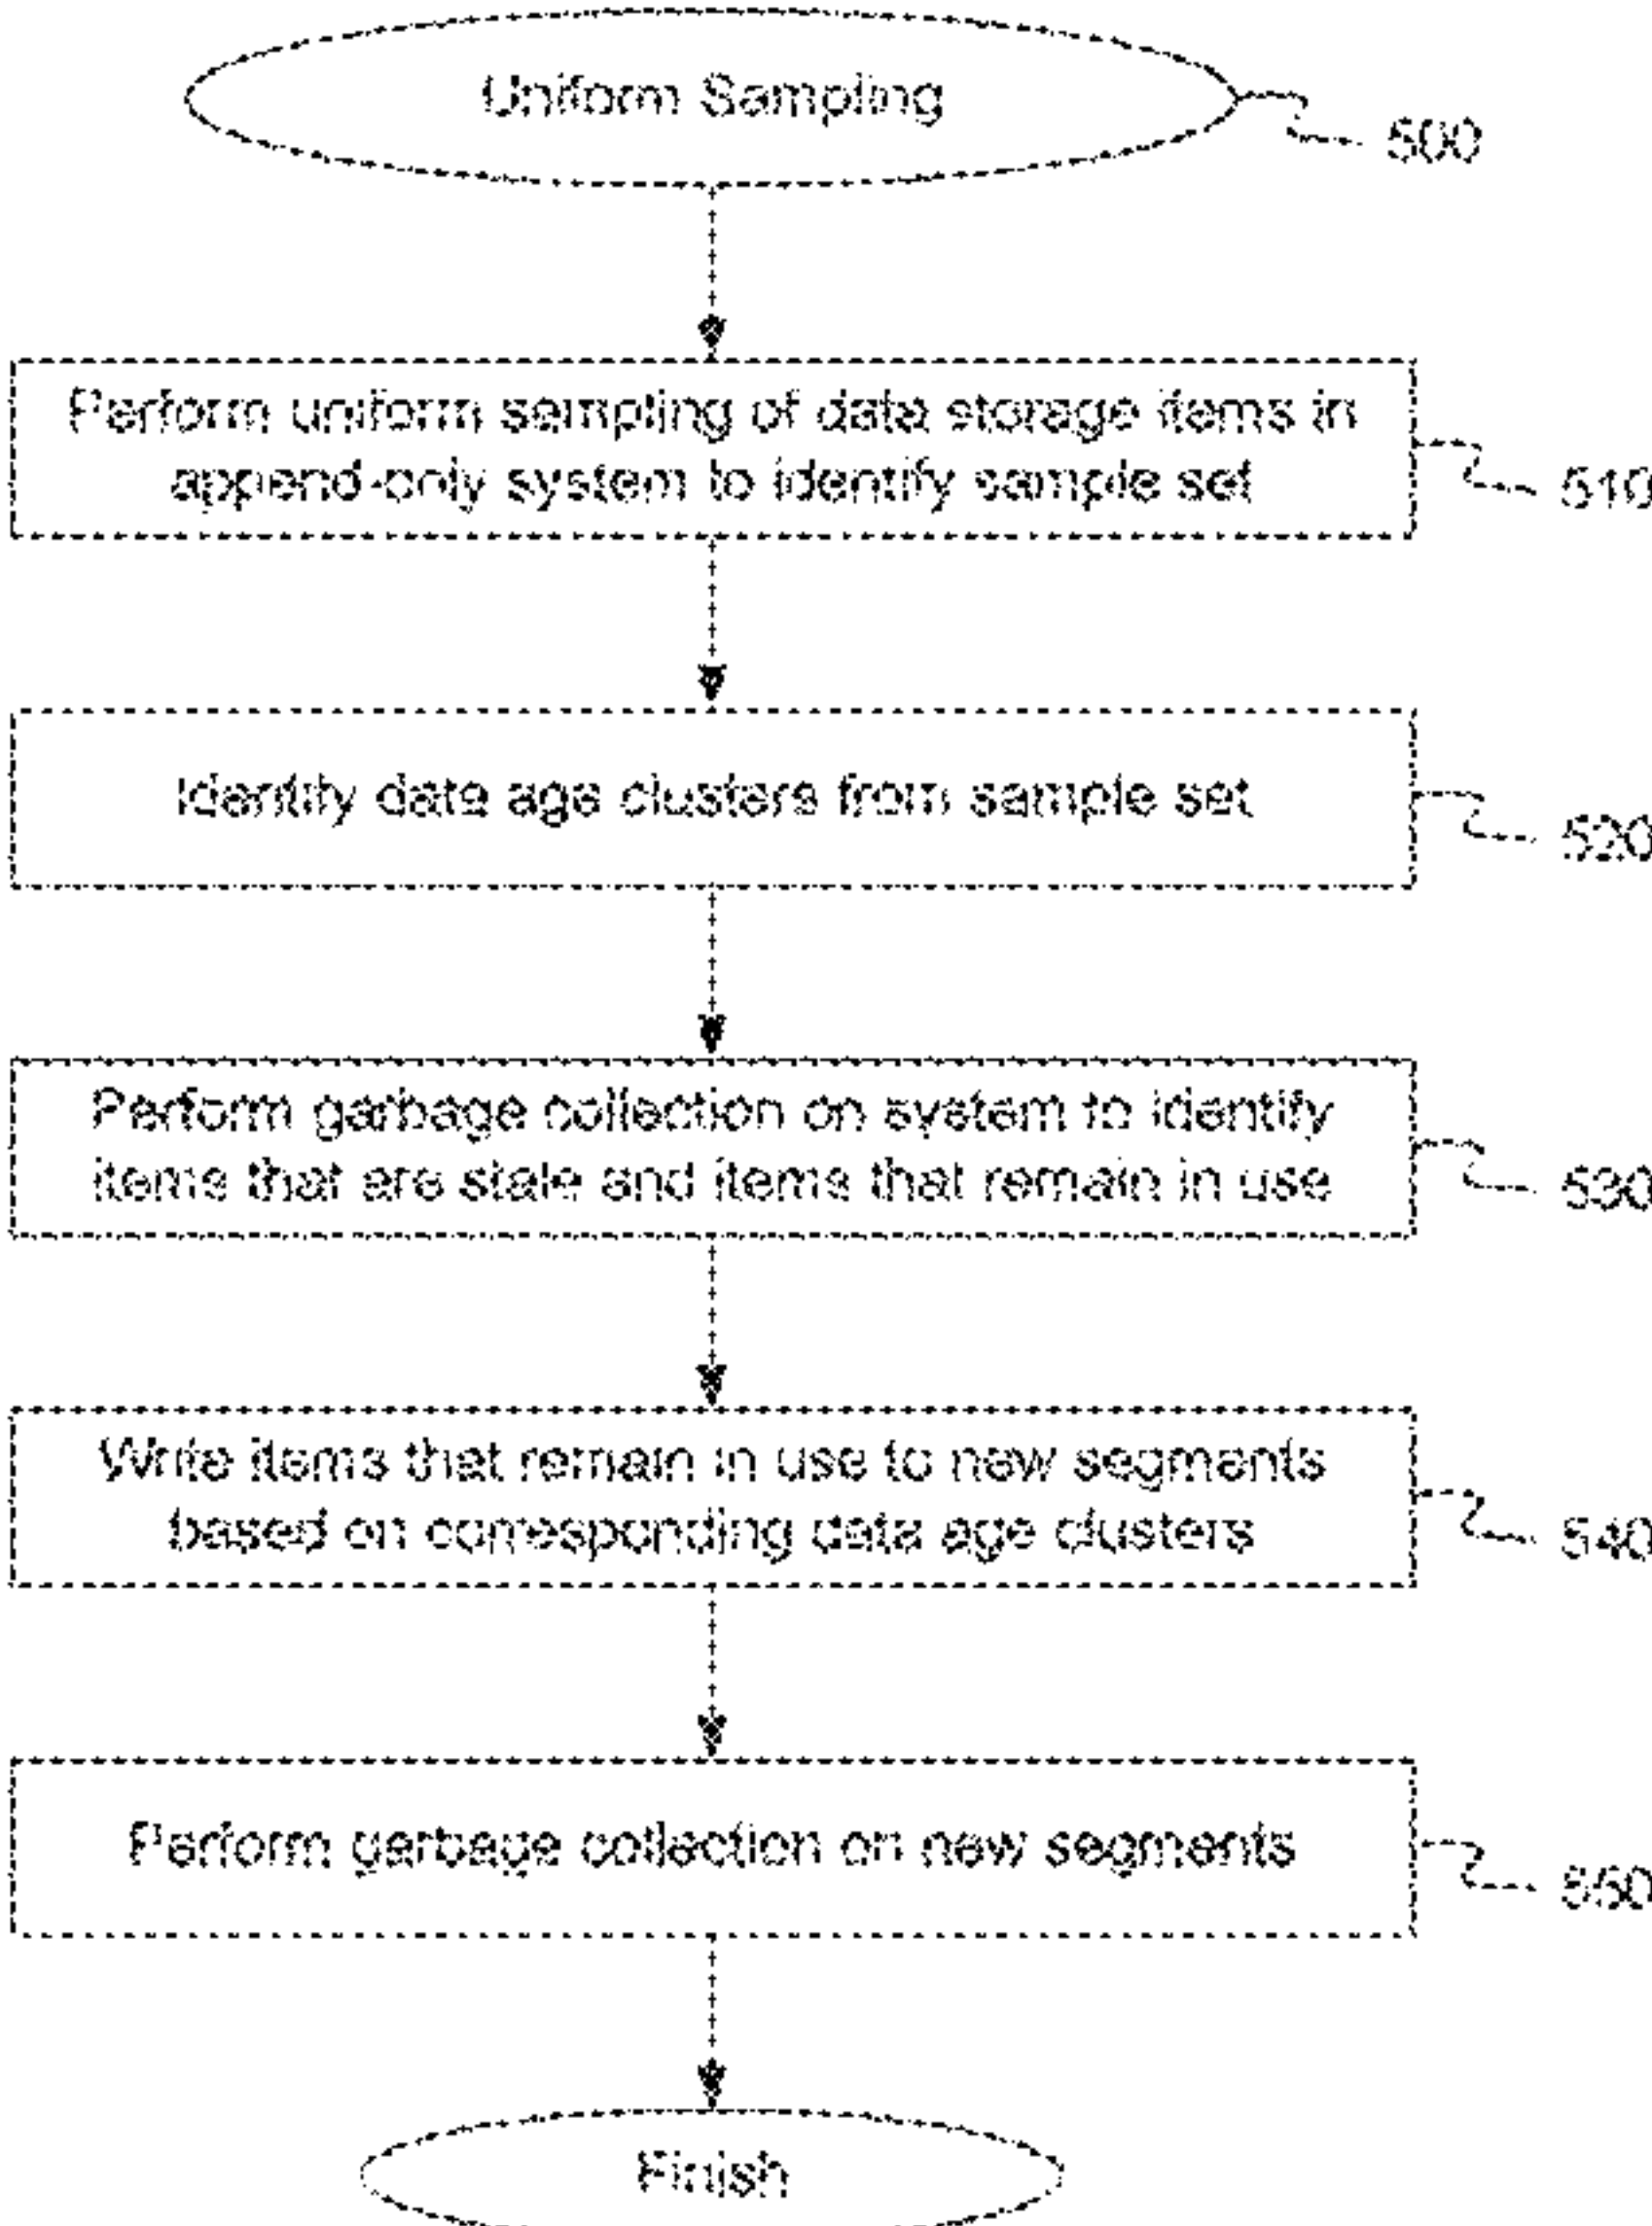 Uniform Sampling
500
Perform uniform sampling of data storage items in
append-only system to identify sample set
510
Identify data age clusters from sample set
520
Perform garbage collection on system to identify
items that are stale and items that remain in use
530
Write items that remain in use to new segments
based on corresponding data age clusters
540
Perform garbage collection on new segments
550
Finish